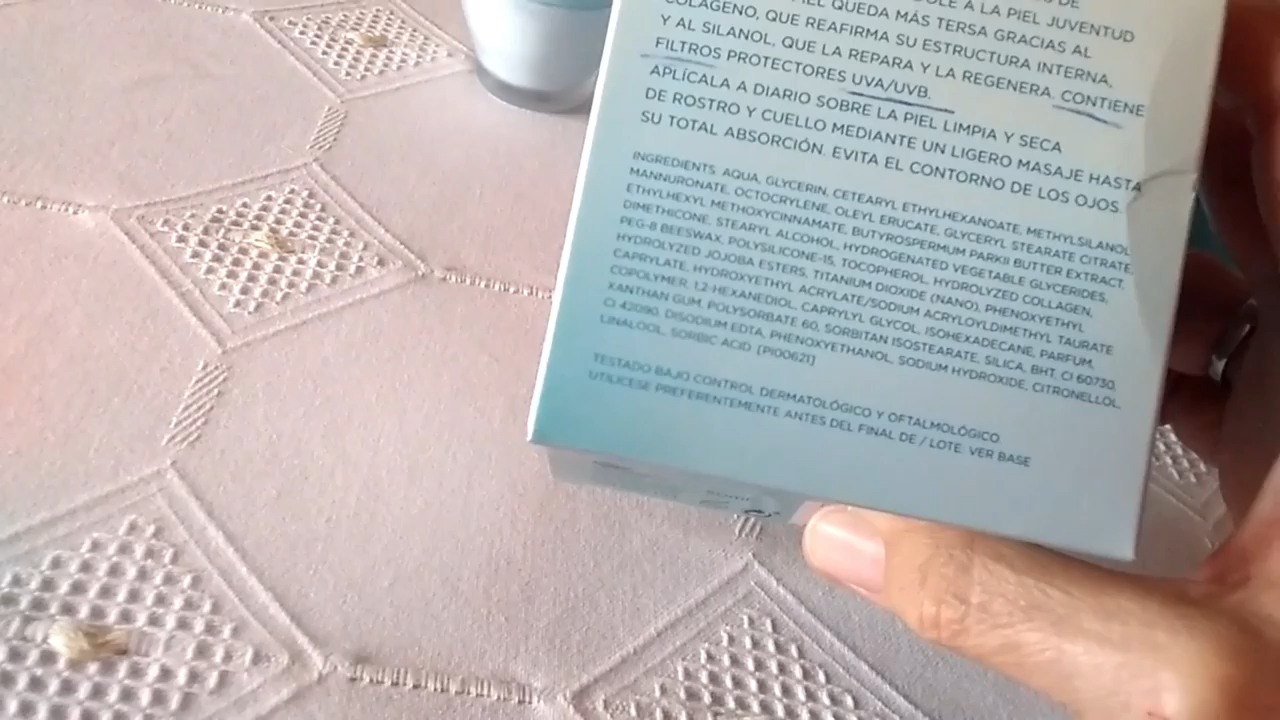 DE
A LA PIEL JUVENTUD
QUEDA MÁS TERSA GRACIAS AL
COLÁGENO, QUE REAFIRMA SU ESTRUCTURA INTERNA,
Y AL SILANOL, QUE LA REPARA Y LA REGENERA. CONTIENE
FILTROS PROTECTORES UVA/UVB.
APLÍCALA A DIARIO SOBRE LA PIEL LIMPIA Y SECA
DE ROSTRO Y CUELLO MEDIANTE UN LIGERO MASAJE HASTA
SU TOTAL ABSORCIÓN. EVITA EL CONTORNO DE LOS OJOS.
INGREDIENTS: AQUA, GLYCERIN, CETEARYL ETHYLHEXANOATE, METHYLSILANOL
MANNURONATE, OCTOCRYLENE, OLEYL ERUCATE, GLYCERYL STEARATE CITRATE,
ETHYLHEXYL METHOXYCINNAMATE, BUTYROSPERMUM PARKII BUTTER EXTRACT,
DIMETHICONE, STEARYL ALCOHOL, HYDROGENATED VEGETABLE GLYCERIDES,
PEG-8 BEESWAX, POLYSILICONE-15, TOCOPHEROL, HYDROLYZED COLLAGEN,
HYDROLYZED JOJOBA ESTERS, TITANIUM DIOXIDE (NANO), PHENOXYETHYL
CAPRYLATE, HYDROXYETHYL ACRYLATE/SODIUM ACRYLOYLDIMETHYL TAURATE
COPOLYMER, 1,2-HEXANEDIOL, CAPRYLYL GLYCOL, ISOHEXADECANE, PARFUM,
XANTHAN GUM, POLYSORBATE 60, SORBITAN ISOSTEARATE, SILICA, BHT, CI 60730,
CI 42090, DISODIUM EDTA, PHENOXYETHANOL, SODIUM HYDROXIDE, CITRONELLOL,
LINALOOL, SORBIC ACID. [P100621]
TESTADO BAJO CONTROL DERMATOLÓGICO Y OFTALMOLÓGICO
UTILICESE PREFERENTEMENTE ANTES DEL FINAL DE / LOTE: VER BASE